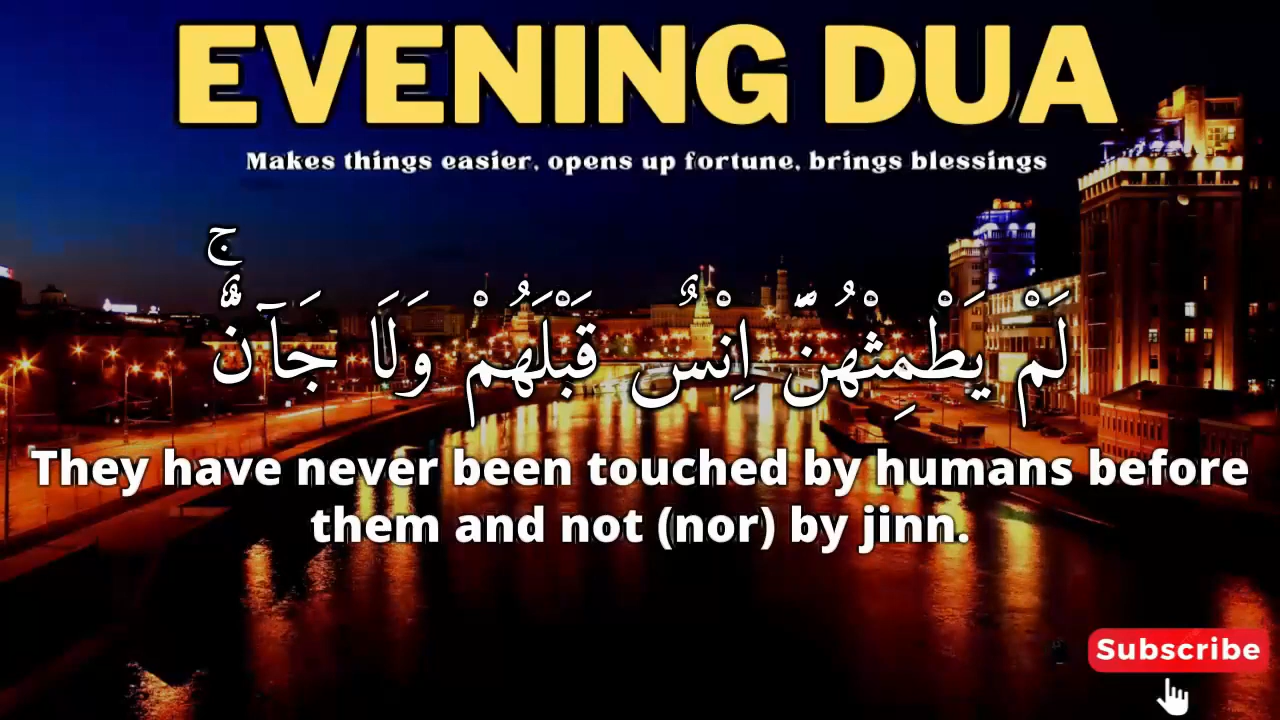 EVENING DUA
Makes things easier, opens up fortune, brings blessings
لَمْ يَطْمِثْهُنَّ اِنْسٌ قَبْلَهُمْ وَلَا جَآنٌّۚ
They have never been touched by humans before
them and not (nor) by jinn.
Subscribe